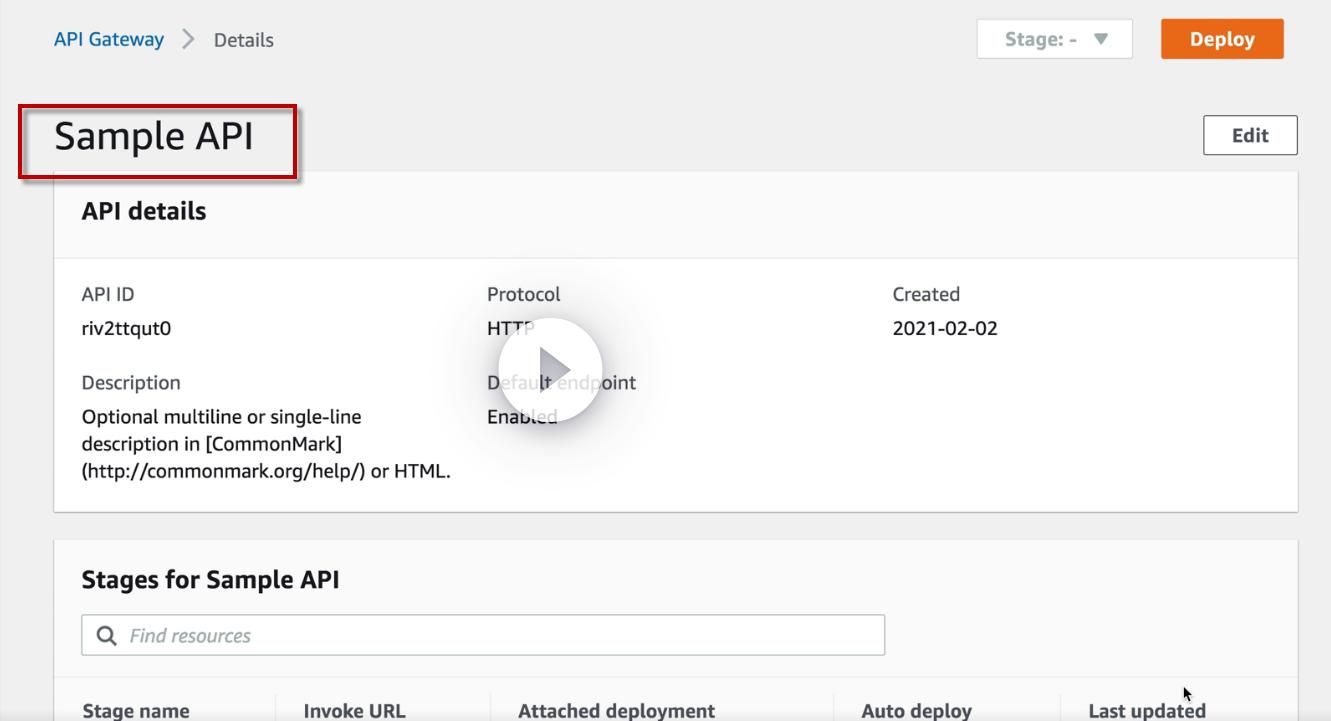 API Gateway > Details
Stage: -
Deploy
Sample API
Edit
API details
API ID
Protocol
Created
riv2ttqut0
HTTP
2021-02-02
Description
Default endpoint
Optional multiline or single-line
Enabled
description in [CommonMark]
(http://commonmark.org/help/) or HTML.
Stages for Sample API
Find resources
Stage name
Invoke URL
Attached deployment
Auto deploy
Last updated